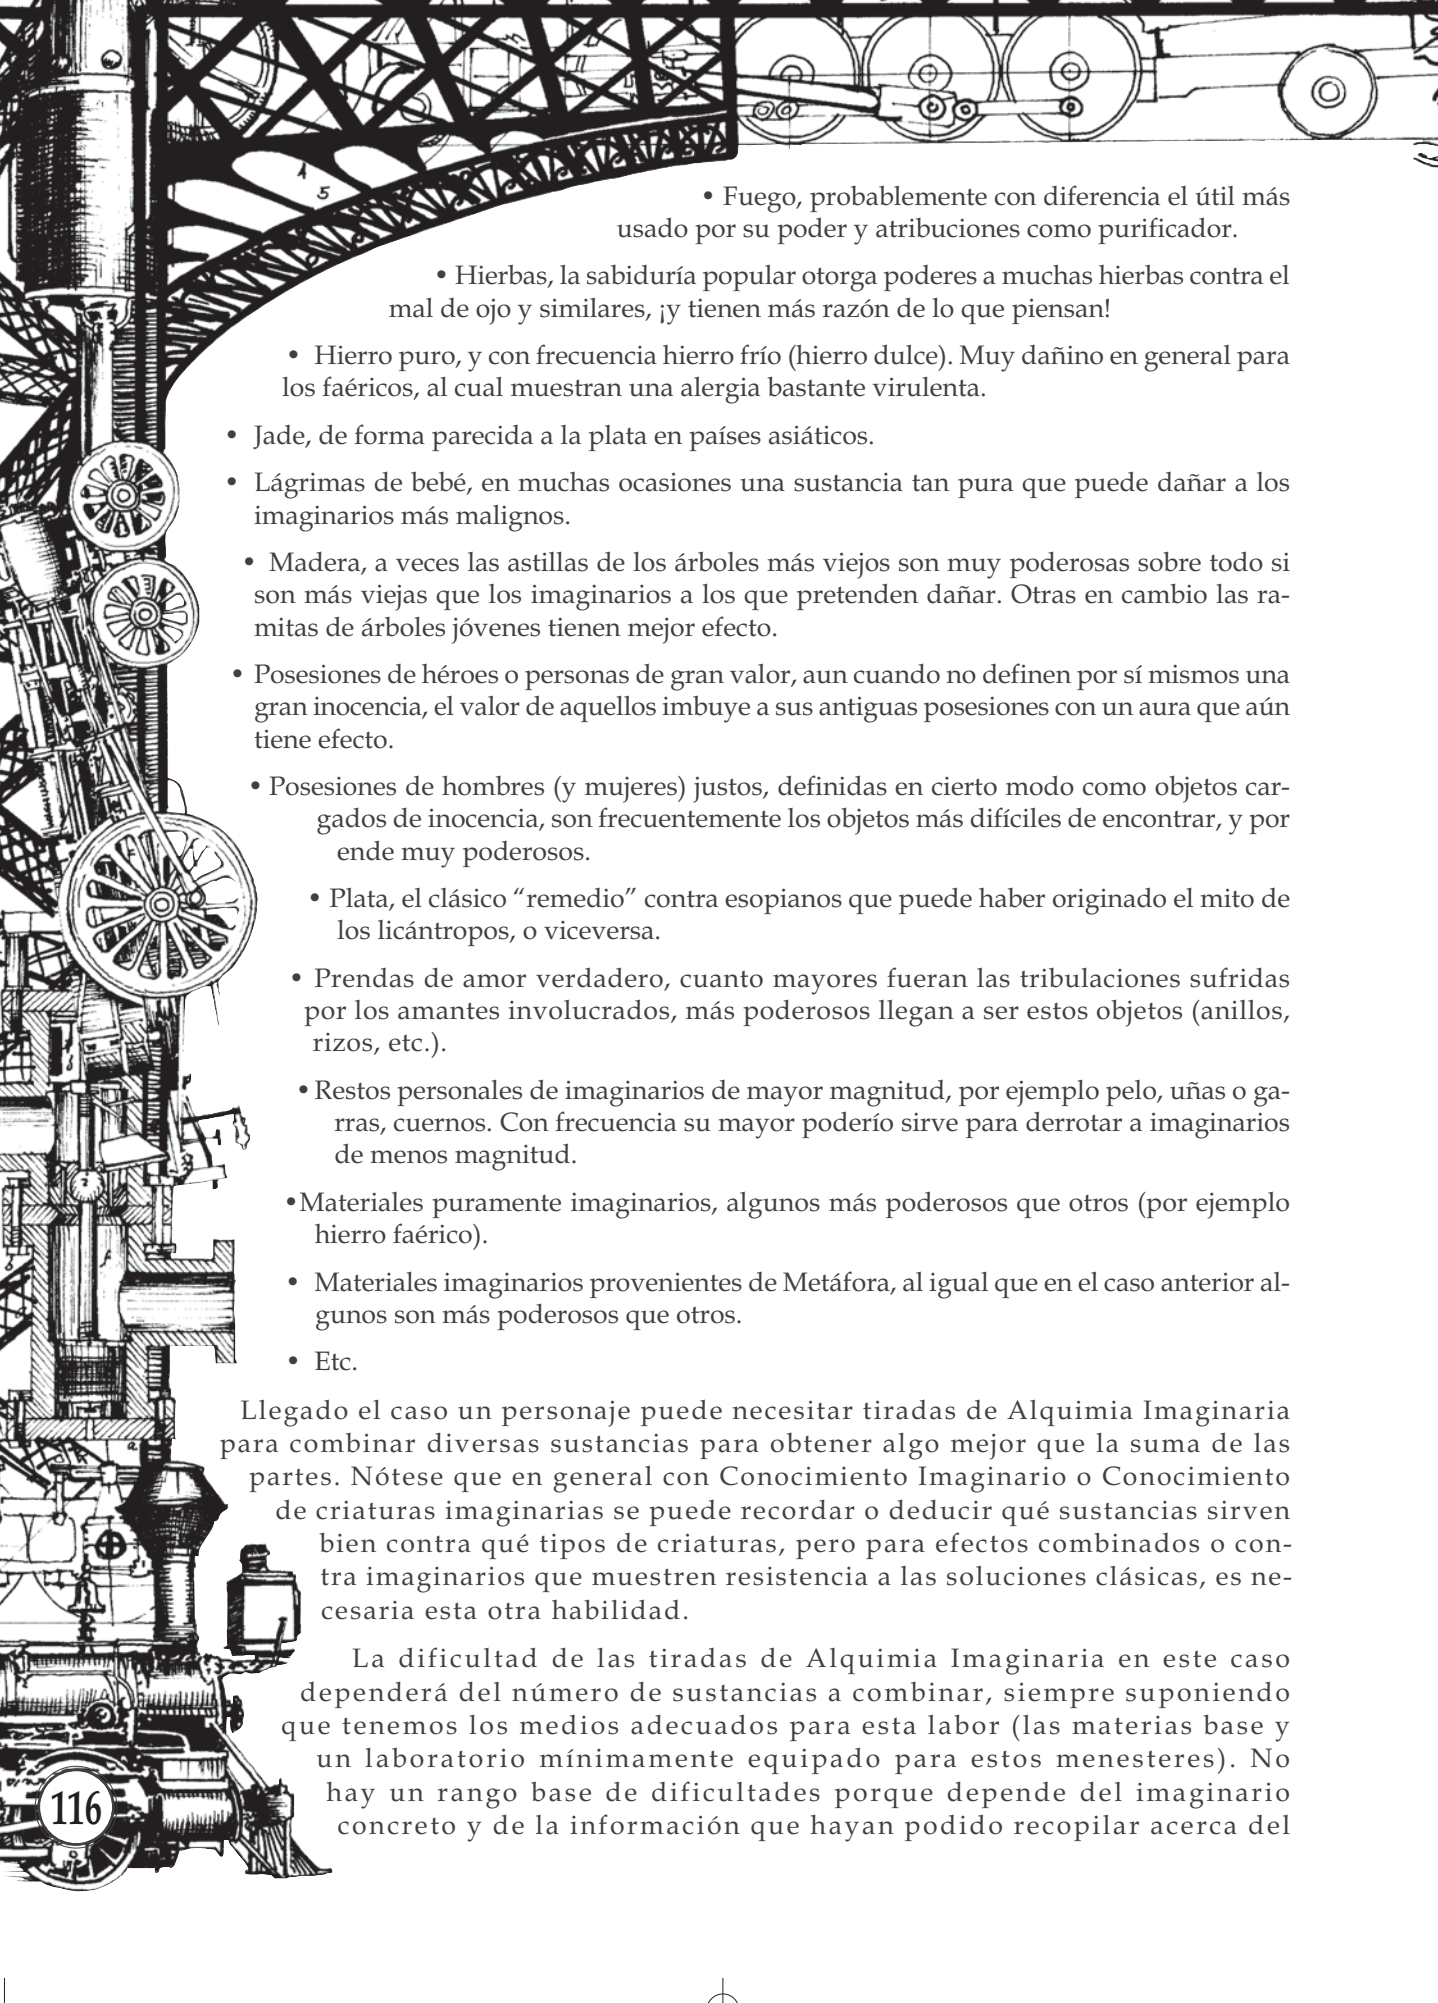 • Fuego, probablemente con diferencia el útil más
usado por su poder y atribuciones como purificador.
• Hierbas, la sabiduría popular otorga poderes a muchas hierbas contra el
mal de ojo y similares, ¡y tienen más razón de lo que piensan!
• Hierro puro, y con frecuencia hierro frío (hierro dulce). Muy dañino en general para
los faéricos, al cual muestran una alergia bastante virulenta.
• Jade, de forma parecida a la plata en países asiáticos.
• Lágrimas de bebé, en muchas ocasiones una sustancia tan pura que puede dañar a los
imaginarios más malignos.
• Madera, a veces las astillas de los árboles más viejos son muy poderosas sobre todo si
son más viejas que los imaginarios a los que pretenden dañar. Otras en cambio las ra-
mitas de árboles jóvenes tienen mejor efecto.
• Posesiones de héroes o personas de gran valor, aun cuando no definen por sí mismos una
gran inocencia, el valor de aquellos imbuye a sus antiguas posesiones con un aura que aún
tiene efecto.
• Posesiones de hombres (y mujeres) justos, definidas en cierto modo como objetos car-
gados de inocencia, son frecuentemente los objetos más difíciles de encontrar, y por
ende muy poderosos.
• Plata, el clásico “remedio” contra esopianos que puede haber originado el mito de
los licántropos, o viceversa.
• Prendas de amor verdadero, cuanto mayores fueran las tribulaciones sufridas
por los amantes involucrados, más poderosos llegan a ser estos objetos (anillos,
rizos, etc.).
• Restos personales de imaginarios de mayor magnitud, por ejemplo pelo, uñas o ga-
rras, cuernos. Con frecuencia su mayor poderío sirve para derrotar a imaginarios
de menos magnitud.
•Materiales puramente imaginarios, algunos más poderosos que otros (por ejemplo
hierro faérico).
• Materiales imaginarios provenientes de Metáfora, al igual que en el caso anterior al-
gunos son más poderosos que otros.
• Etc.
Llegado el caso un personaje puede necesitar tiradas de Alquimia Imaginaria
para combinar diversas sustancias para obtener algo mejor que la suma de las
partes. Nótese que en general con Conocimiento Imaginario o Conocimiento
de criaturas imaginarias se puede recordar o deducir qué sustancias sirven
bien contra qué tipos de criaturas, pero para efectos combinados o con-
tra imaginarios que muestren resistencia a las soluciones clásicas, es ne-
cesaria esta otra habilidad.
La dificultad de las tiradas de Alquimia Imaginaria en este caso
dependerá del número de sustancias a combinar, siempre suponiendo
que tenemos los medios adecuados para esta labor (las materias base y
un laboratorio mínimamente equipado para estos menesteres). No
hay un rango base de dificultades porque depende del imaginario
concreto y de la información que hayan podido recopilar acerca del
116